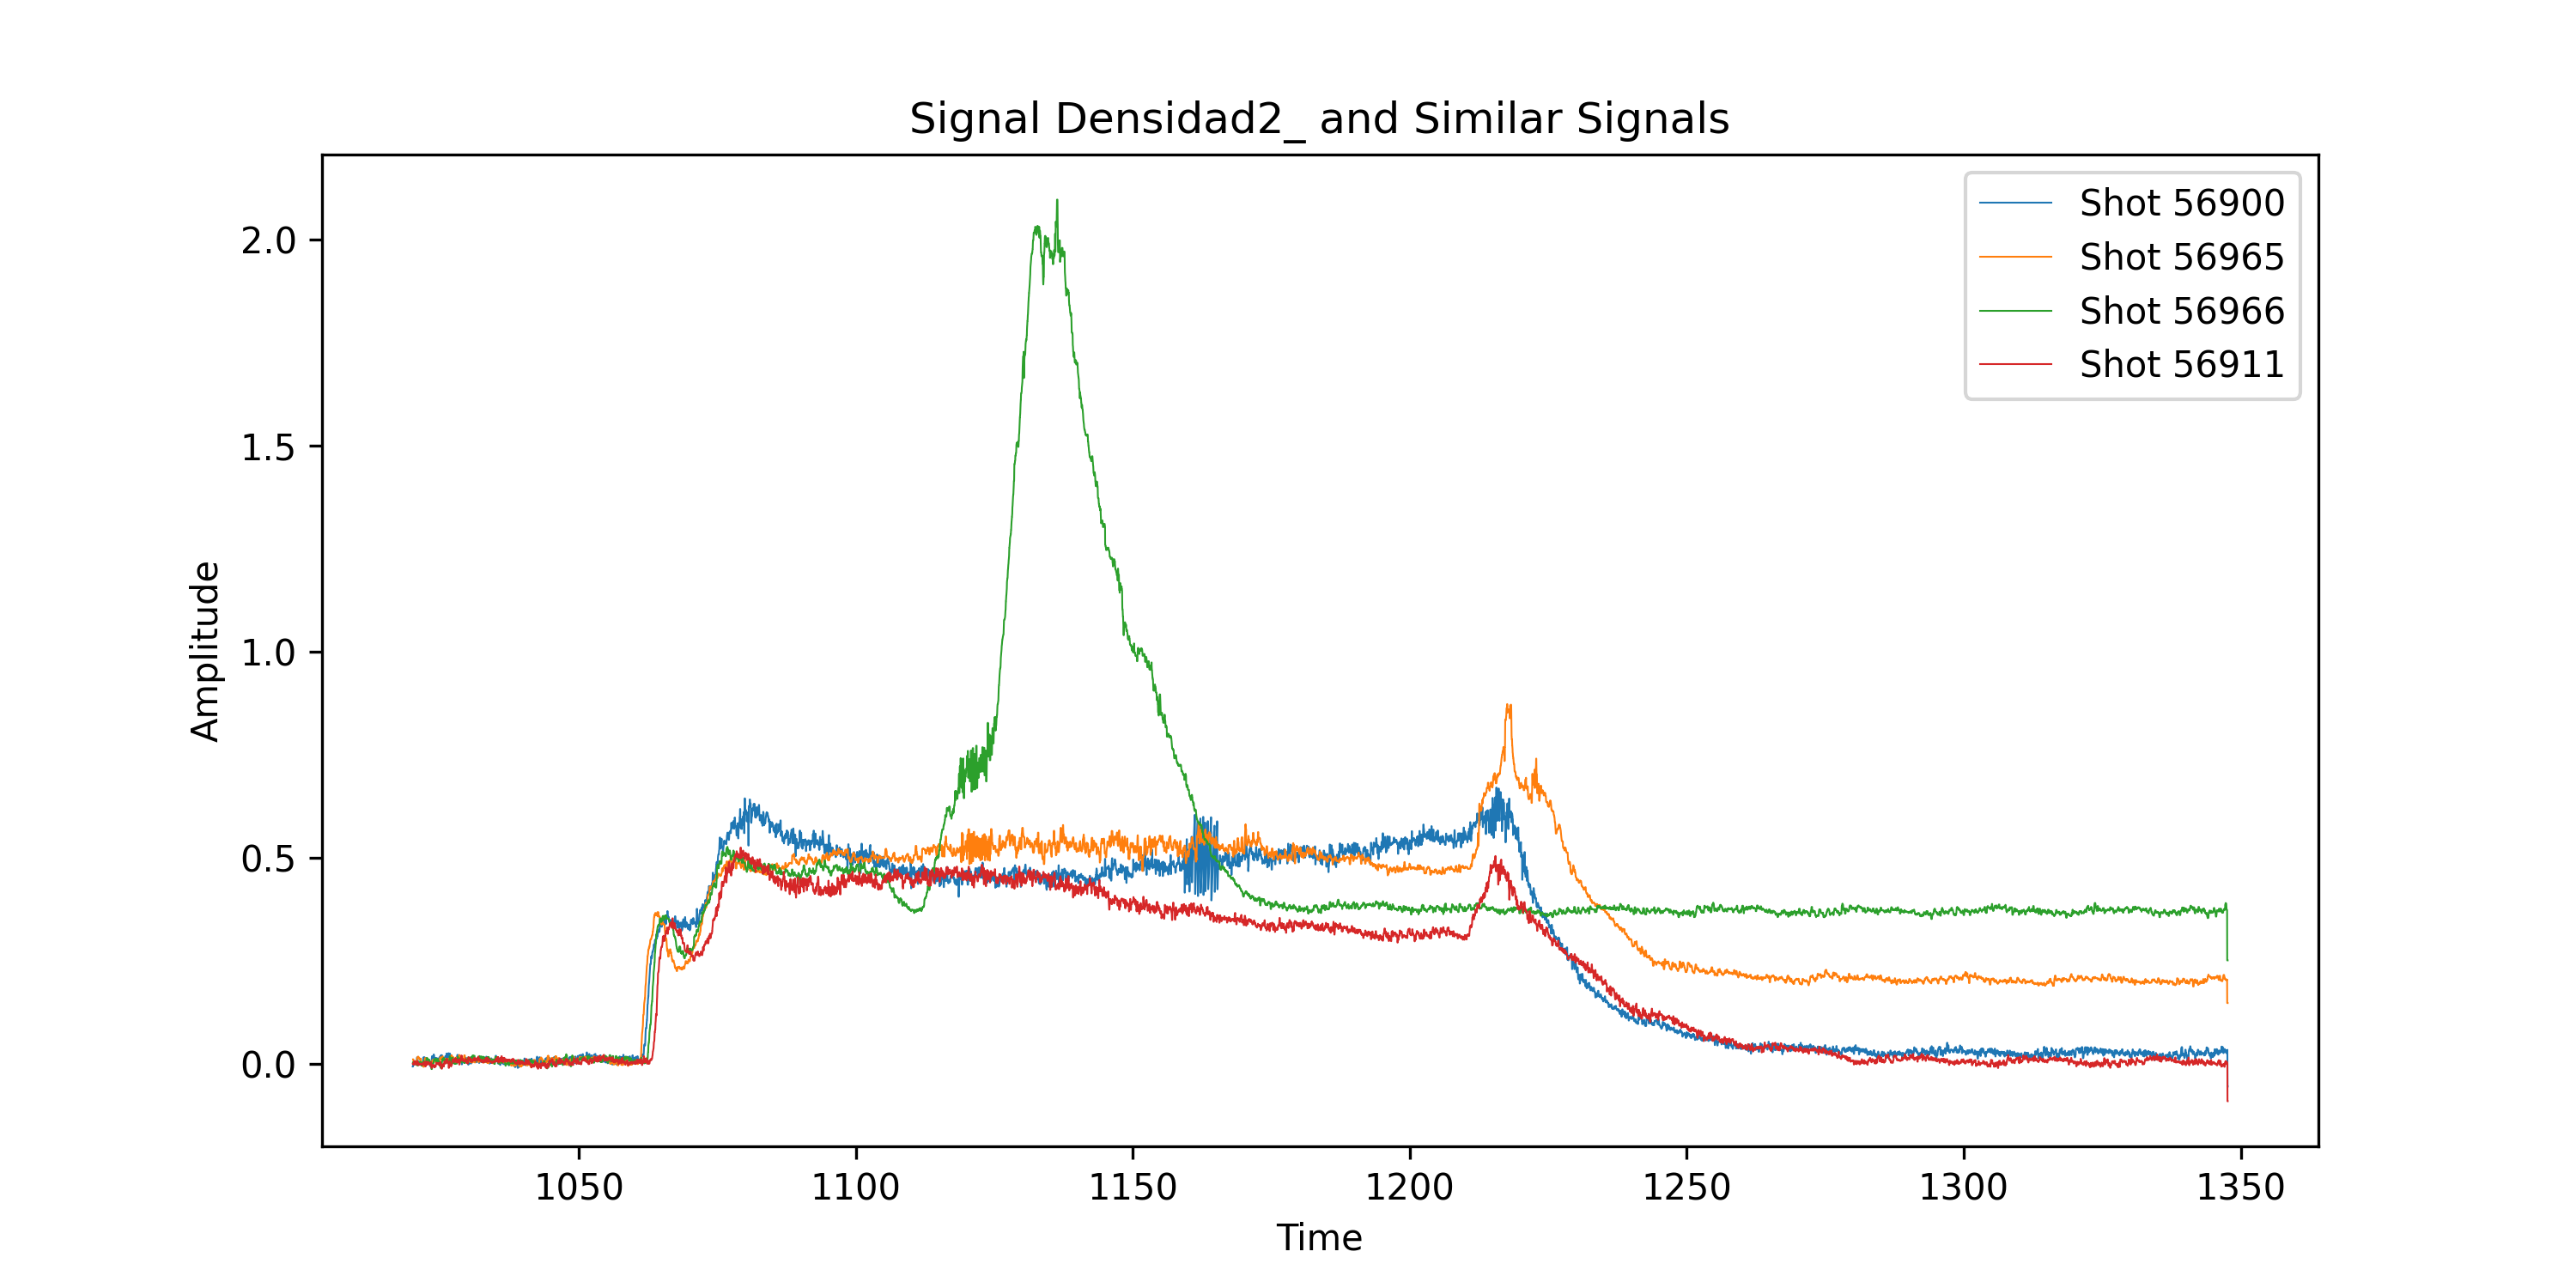 Signal Densidad2_ and Similar Signals
Shot 56900
Shot 56965
Shot 56966
Shot 56911
Amplitude
2.0
1.5
1.0
0.5
0.0
1050 1100 1150 1200 1250 1300 1350
Time